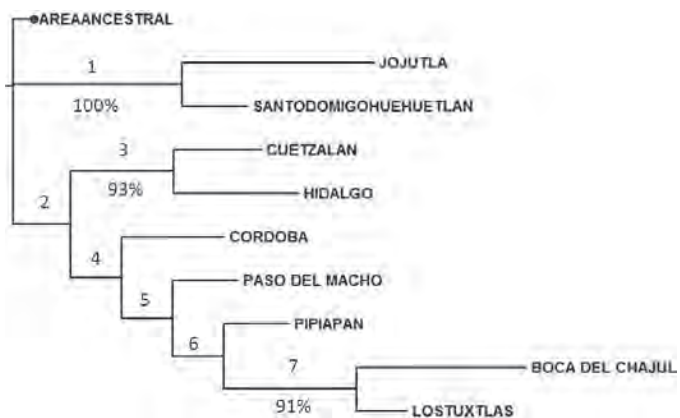 AREAANCESTRAL
1
JOJUTLA
100%
SANTODOMIGOHUEHUETLAN
3
CUETZALAN
93%
HIDALGO
2
CORDOBA
4
PASO DEL MACHO
5
PIPIAPAN
6
7
BOCA DEL CHAJUL
91%
LOSTUXTLAS